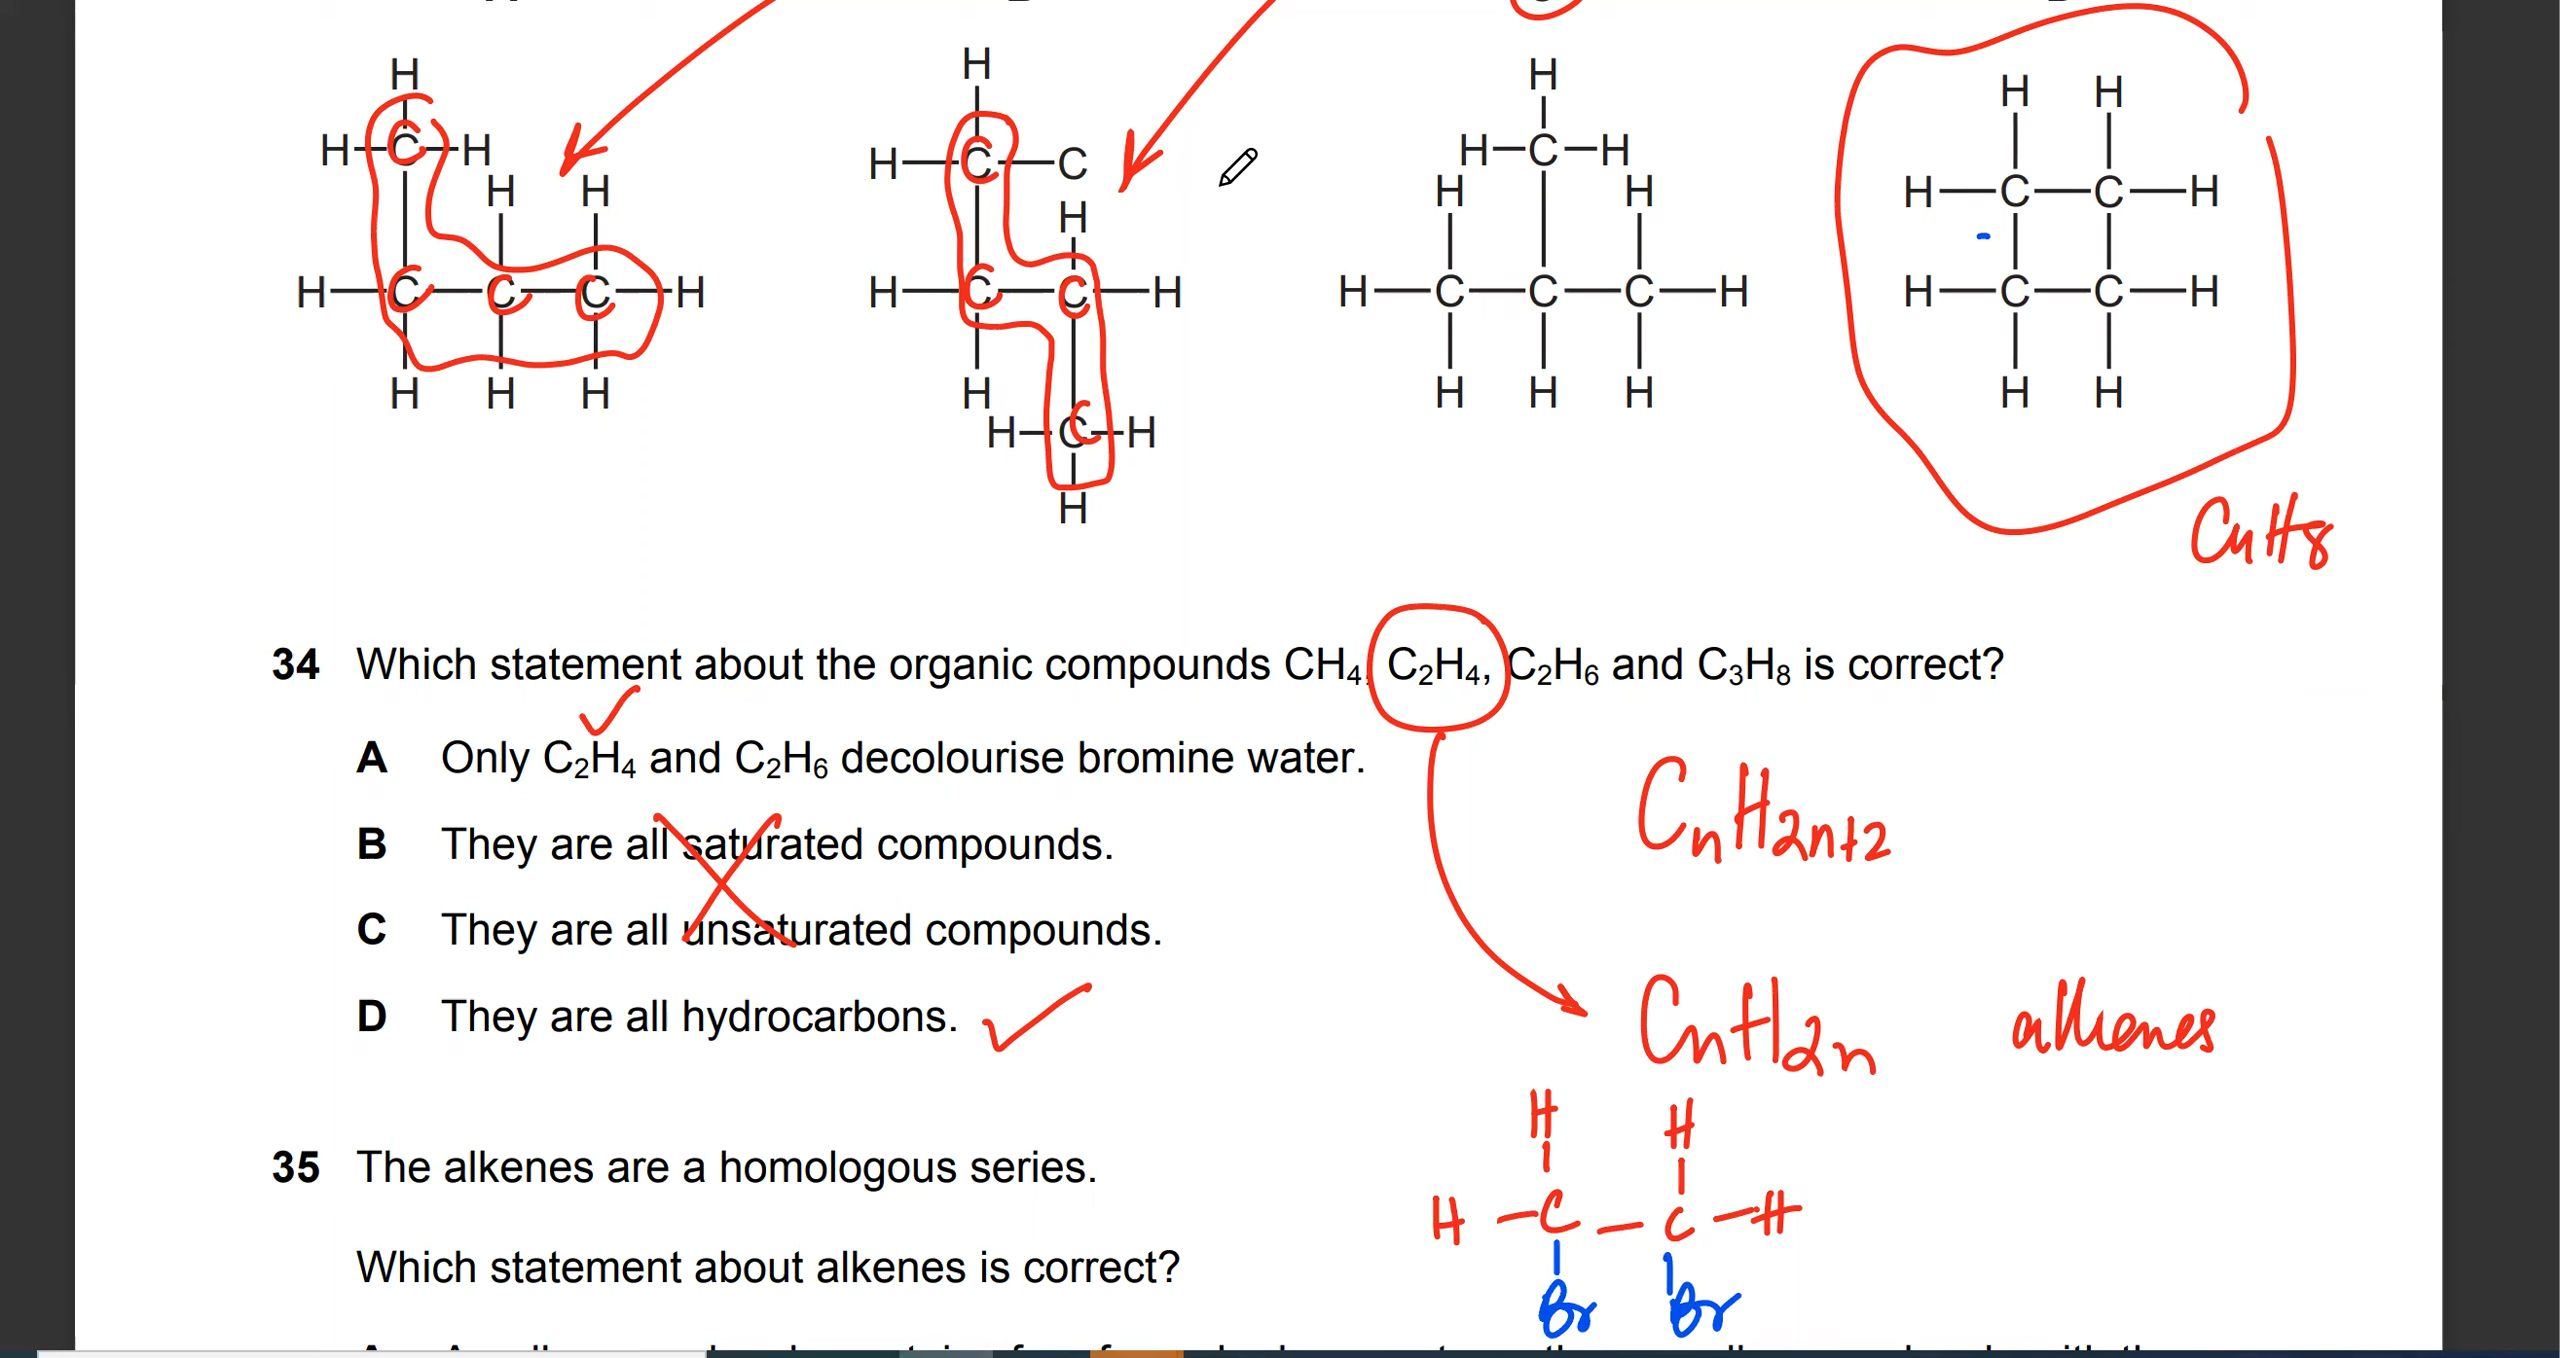 H H H H H
H-C-H H-C-C H-C-H H-C-C-H
H H H H H
H-C-C-C-H H-C-C-H H-C-C-C-H H-C-C-H
H H H H H H H H H
H-C-H
H
C4H8
34 Which statement about the organic compounds CH₄, C₂H₄, C₂H₆ and C₃H₈ is correct?
A Only C₂H₄ and C₂H₆ decolourise bromine water.
B They are all saturated compounds.
C They are all unsaturated compounds.
D They are all hydrocarbons.
CnH2n+2
CnH2n alkenes
35 The alkenes are a homologous series.
Which statement about alkenes is correct?
H H
H - C - C - H
Br Br